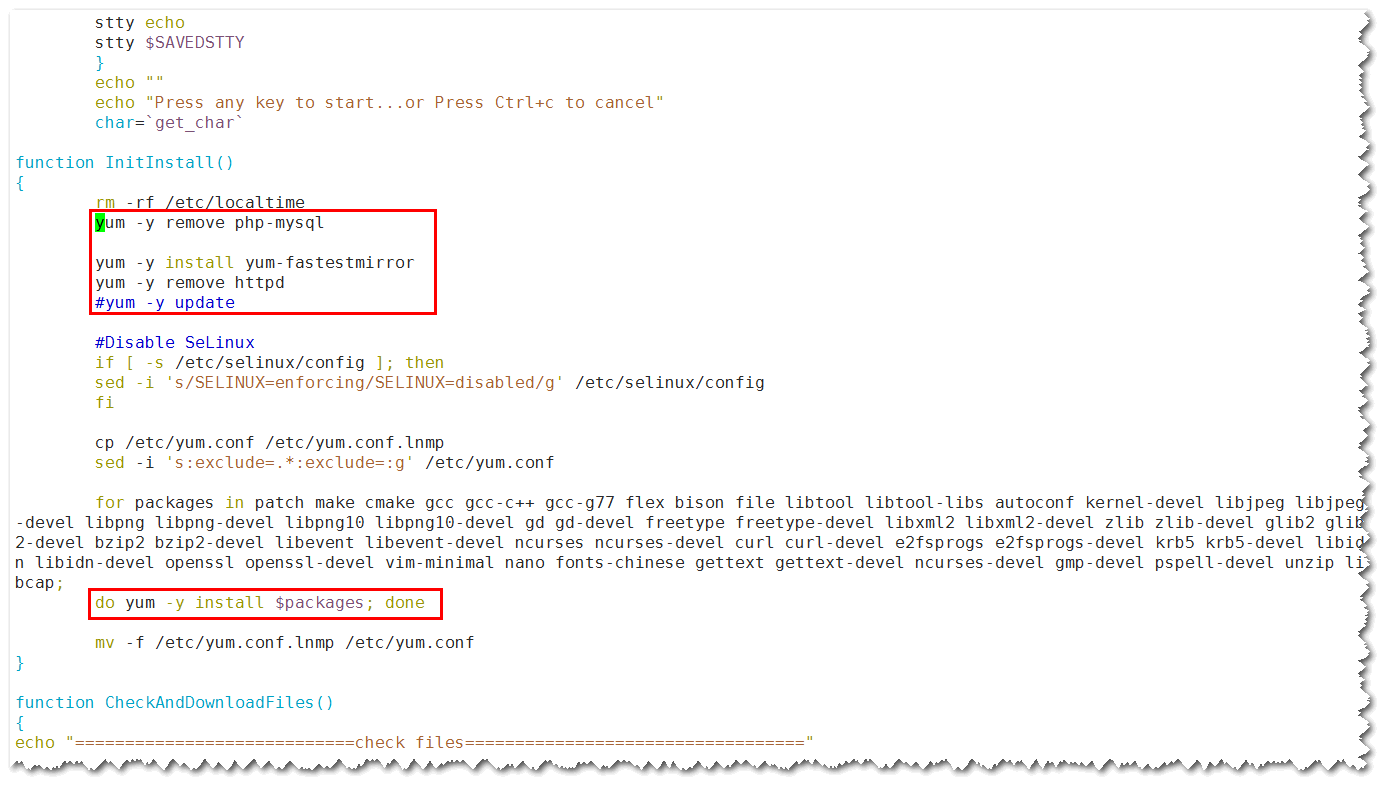 stty echo
stty $SAVEDSTTY
}
echo ""
echo "Press any key to start...or Press Ctrl+c to cancel"
char=`get_char`
function InitInstall()
{
rm -rf /etc/localtime
yum -y remove php-mysql
yum -y install yum-fastestmirror
yum -y remove httpd
#yum -y update
#Disable SeLinux
if [ -s /etc/selinux/config ]; then
sed -i 's/SELINUX=enforcing/SELINUX=disabled/g' /etc/selinux/config
fi
cp /etc/yum.conf /etc/yum.conf.lnmp
sed -i 's:exclude=.*:exclude=:g' /etc/yum.conf
for packages in patch make cmake gcc gcc-c++ gcc-g77 flex bison file libtool libtool-libs autoconf kernel-devel libjpeg libjpeg
-devel libpng libpng-devel libpng10 libpng10-devel gd gd-devel freetype freetype-devel libxml2 libxml2-devel zlib zlib-devel glib2 glib
2-devel bzip2 bzip2-devel libevent libevent-devel ncurses ncurses-devel curl curl-devel e2fsprogs e2fsprogs-devel krb5 krb5-devel libid
n libidn-devel openssl openssl-devel vim-minimal nano fonts-chinese gettext gettext-devel ncurses-devel gmp-devel pspell-devel unzip li
bcap;
do yum -y install $packages; done
mv -f /etc/yum.conf.lnmp /etc/yum.conf
}
function CheckAndDownloadFiles()
{
echo "============================check files=================================="